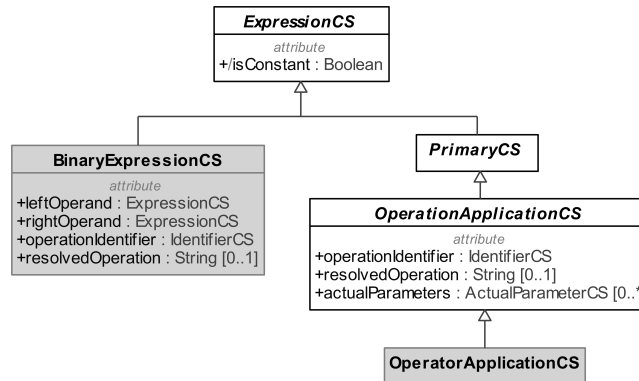 ExpressionCS
attribute
+/isConstant : Boolean
BinaryExpressionCS
attribute
+leftOperand : ExpressionCS
+rightOperand : ExpressionCS
+operationIdentifier : IdentifierCS
+resolvedOperation : String [0..1]
PrimaryCS
OperationApplicationCS
attribute
+operationIdentifier : IdentifierCS
+resolvedOperation : String [0..1]
+actualParameters : ActualParameterCS [0..*
OperatorApplicationCS